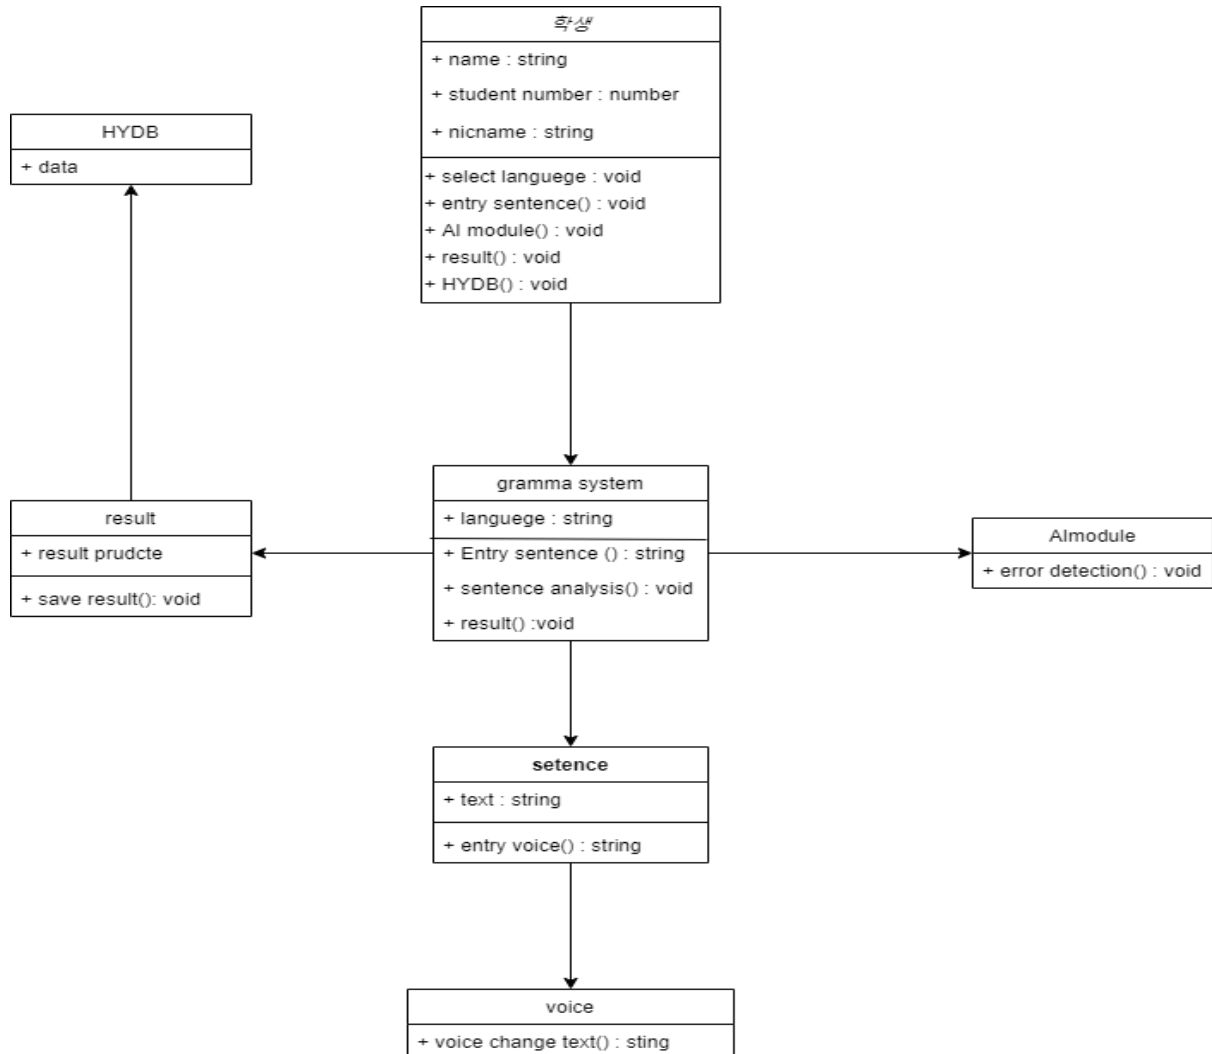 학생
+ name : string
+ student number : number
+ nicname : string
+ select languege : void
+ entry sentence() : void
+ AI module() : void
+ result() : void
+ HYDB() : void
HYDB
+ data
result
+ result prudcte
+ save result(): void
gramma system
+ languege : string
+ Entry sentence () : string
+ sentence analysis() : void
+ result() :void
AImodule
+ error detection() : void
setence
+ text : string
+ entry voice() : string
voice
+ voice change text() : sting